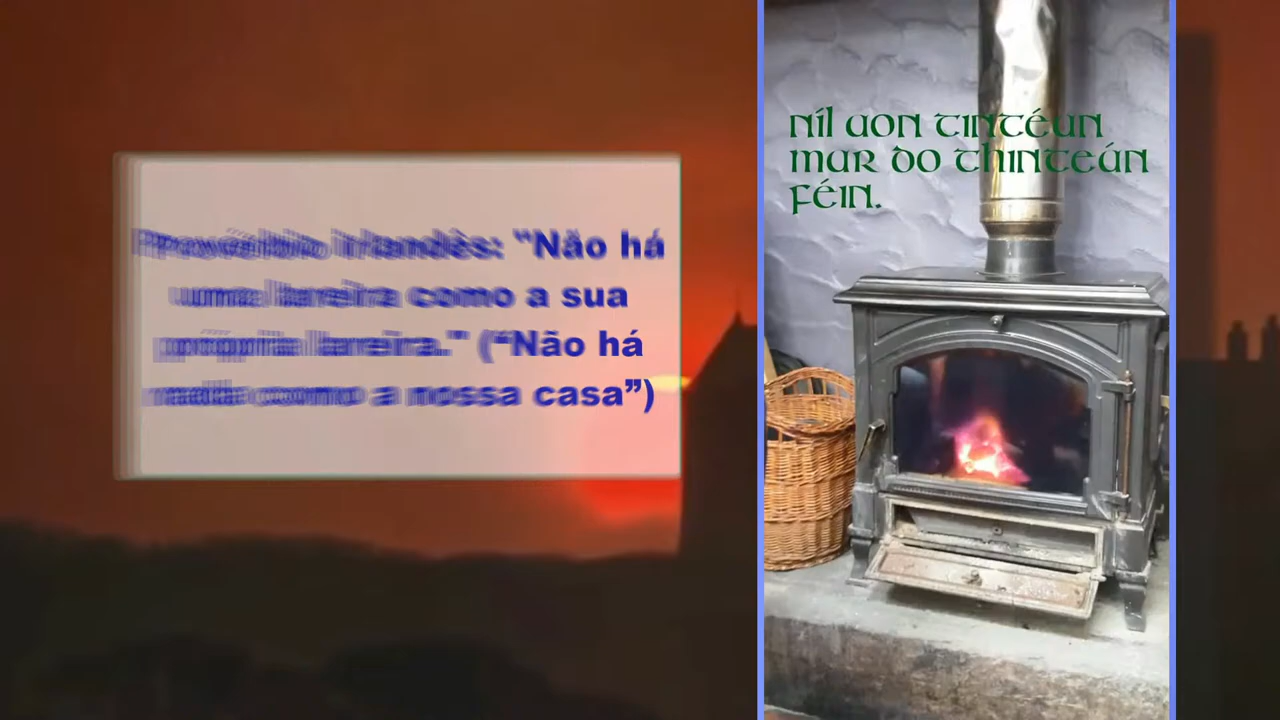 Provérbio irlandês: "Não há
uma lareira como a sua
própria lareira." (“Não há
nada como a nossa casa”)
níl aon tintéan
mar do thinteán
féin.